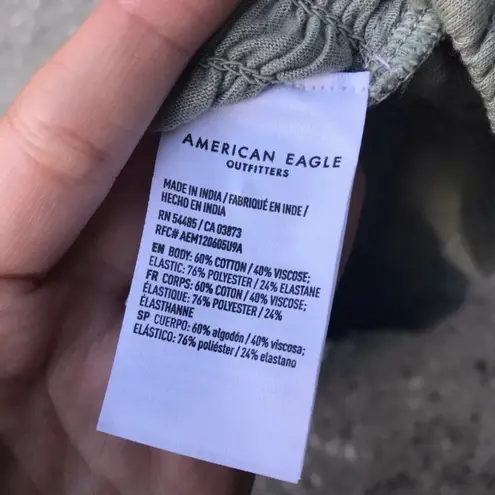 AMERICAN EAGLE
OUTFITTERS
MADE IN INDIA / FABRIQUÉ EN INDE /
HECHO EN INDIA
RN 54485 / CA 03873
RFC# AEM120605U9A
EN BODY: 60% COTTON / 40% VISCOSE;
ELASTIC: 76% POLYESTER / 24% ELASTANE
FR CORPS: 60% COTON / 40% VISCOSE;
ÉLASTIQUE: 76% POLYESTER / 24%
ÉLASTHANNE
SP CUERPO: 60% algodón / 40% viscosa;
ELÁSTICO: 76% poliéster / 24% elastano